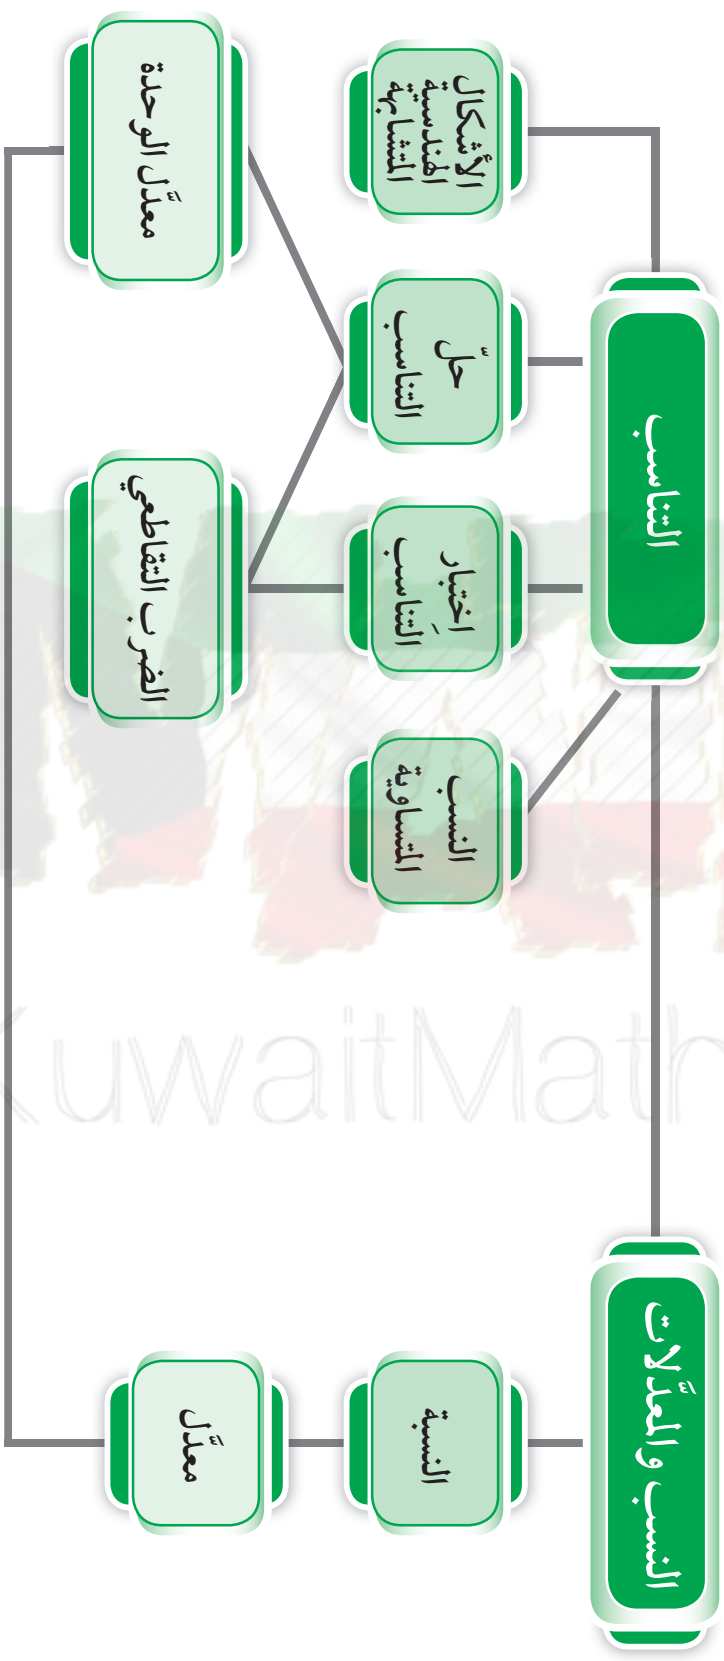 النسب والمعدَّلات
التناسب
النسبة
النسب
المتساوية
اختبار
التناسب
حلّ
التناسب
الأشكال
الهندسيّة
المتشابهة
معدَّل
الضرب التقاطعي
معدَّل الوحدة
KuwaitMath